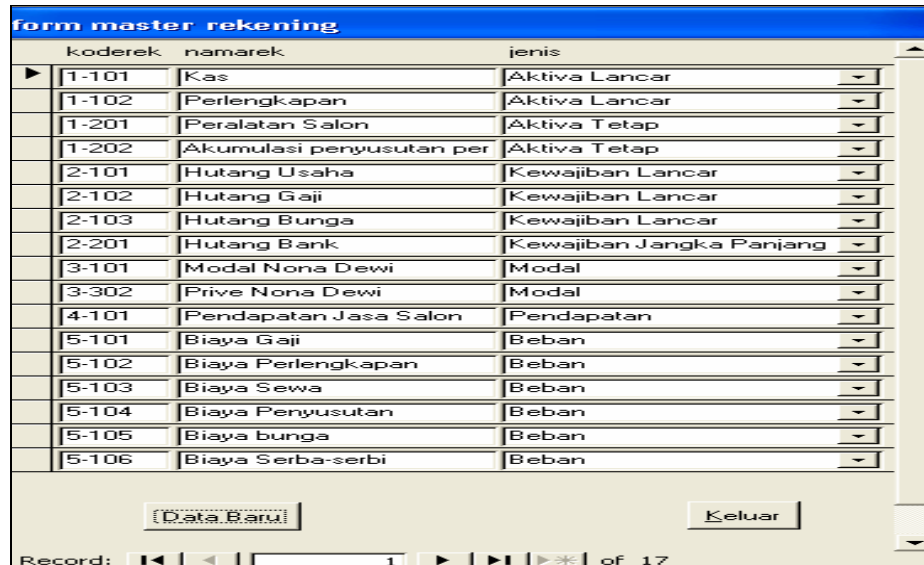 form master rekening
koderek namarek jenis
1-101 Kas Aktiva Lancar
1-102 Perlengkapan Aktiva Lancar
1-201 Peralatan Salon Aktiva Tetap
1-202 Akumulasi penyusutan per Aktiva Tetap
2-101 Hutang Usaha Kewajiban Lancar
2-102 Hutang Gaji Kewajiban Lancar
2-103 Hutang Bunga Kewajiban Lancar
2-201 Hutang Bank Kewajiban Jangka Panjang
3-101 Modal Nona Dewi Modal
3-302 Prive Nona Dewi Modal
4-101 Pendapatan Jasa Salon Pendapatan
5-101 Biaya Gaji Beban
5-102 Biaya Perlengkapan Beban
5-103 Biaya Sewa Beban
5-104 Biaya Penyusutan Beban
5-105 Biaya bunga Beban
5-106 Biaya Serba-serbi Beban
Data Baru Keluar
Record: 1 of 17